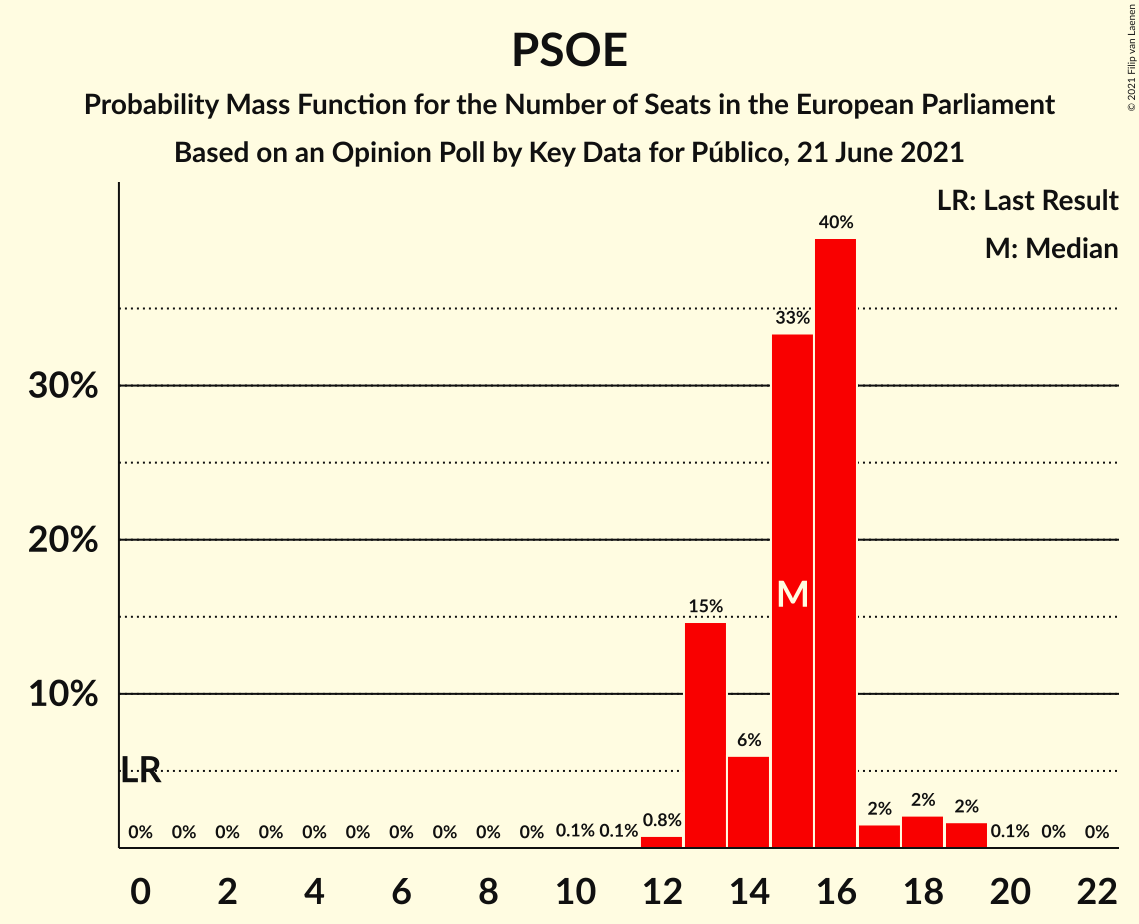 PSOE
Probability Mass Function for the Number of Seats in the European Parliament
Based on an Opinion Poll by Key Data for Público, 21 June 2021
© 2021 Filip van Laenen
LR: Last Result
M: Median
40%
33%
30%
20%
M
15%
10%
6%
LR
0% 0% 0% 0% 0% 0% 0% 0% 0% 0% 0.1% 0.1% 0.8% 2% 2% 2% 0.1% 0% 0%
0 2 4 6 8 10 12 14 16 18 20 22